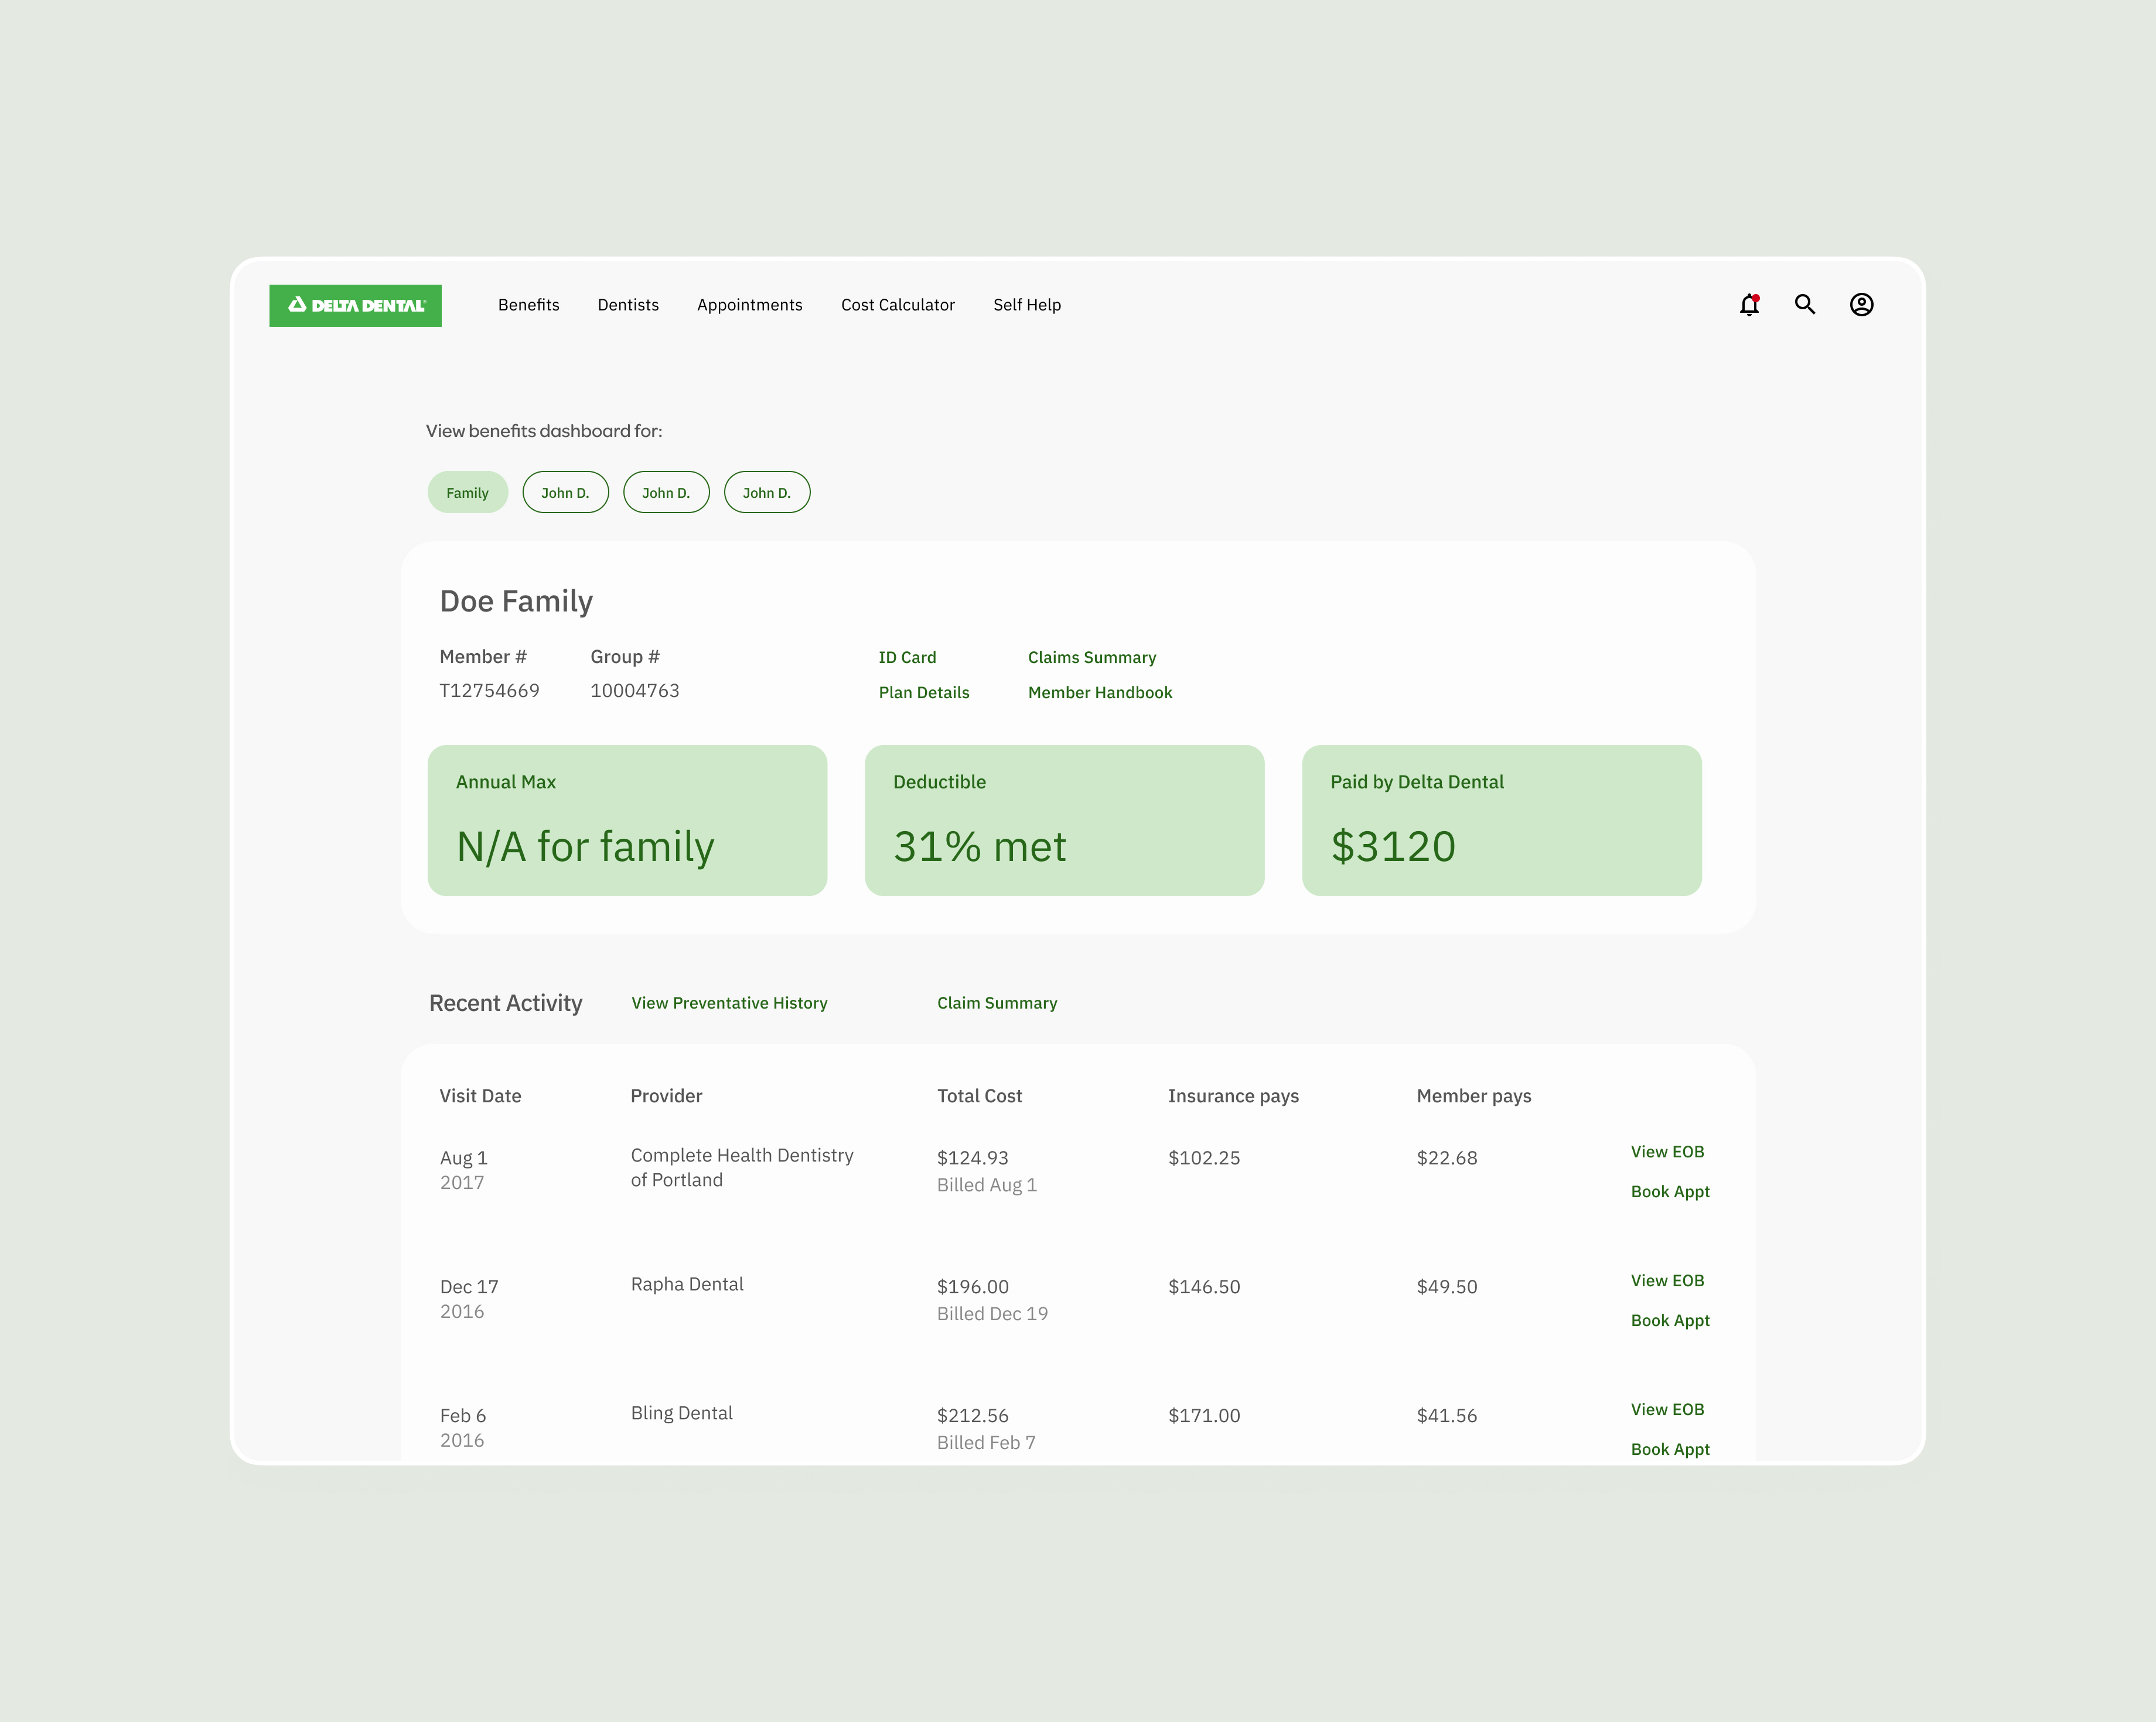 DELTA DENTAL Benefits Dentists Appointments Cost Calculator Self Help
View benefits dashboard for:
Family John D. John D. John D.
Doe Family
Member # Group # ID Card Claims Summary
T12754669 10004763 Plan Details Member Handbook
Annual Max Deductible Paid by Delta Dental
N/A for family 31% met $3120
Recent Activity View Preventative History Claim Summary
Visit Date Provider Total Cost Insurance pays Member pays
Aug 1 Complete Health Dentistry $124.93 $102.25 $22.68 View EOB
2017 of Portland Billed Aug 1 Book Appt
Dec 17 Rapha Dental $196.00 $146.50 $49.50 View EOB
2016 Billed Dec 19 Book Appt
Feb 6 Bling Dental $212.56 $171.00 $41.56 View EOB
2016 Billed Feb 7 Book Appt